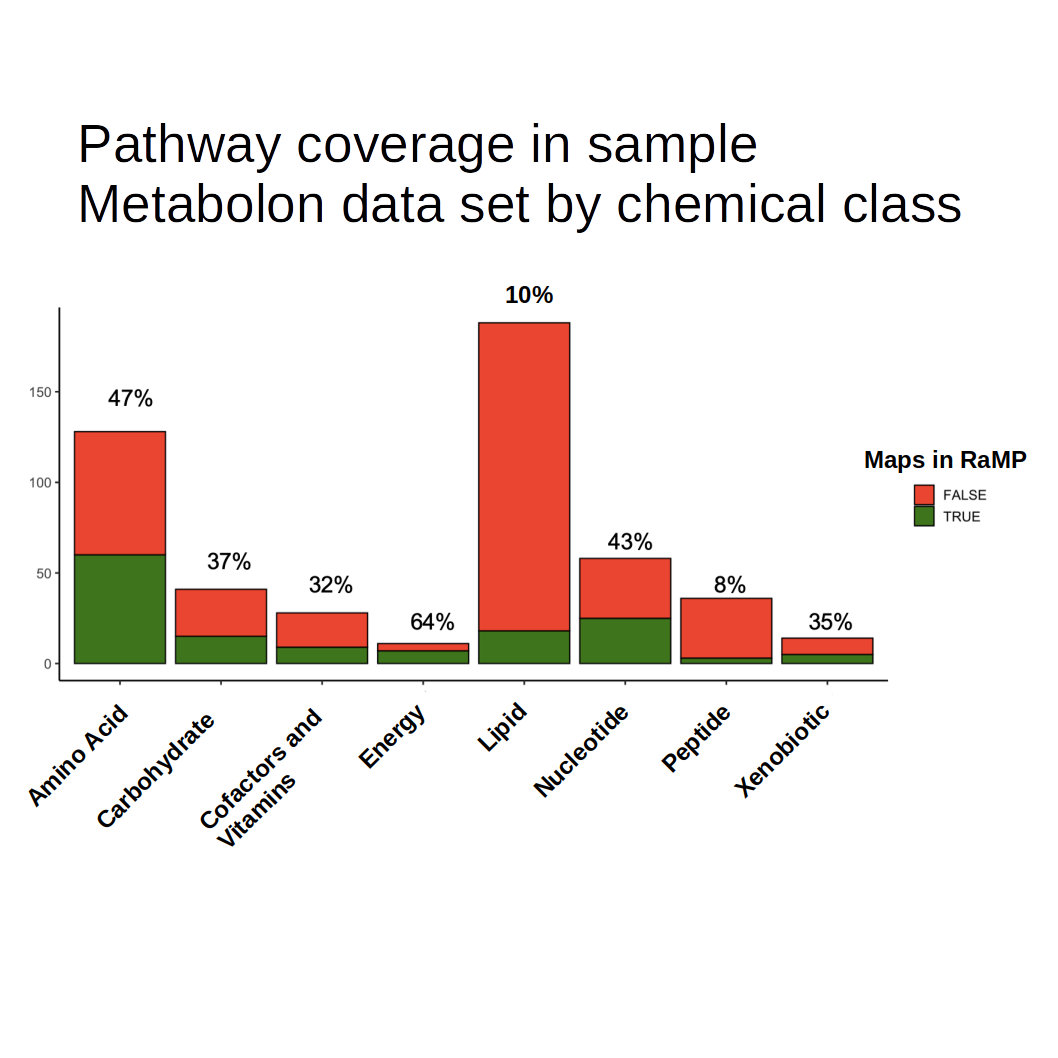 Pathway coverage in sample
Metabolon data set by chemical class
10%
150
47%
100
43%
37%
32%
8%
50
64%
35%
0
Maps in RaMP
FALSE
TRUE
Amino Acid
Carbohydrate
Cofactors and
Vitamins
Energy
Lipid
Nucleotide
Peptide
Xenobiotic